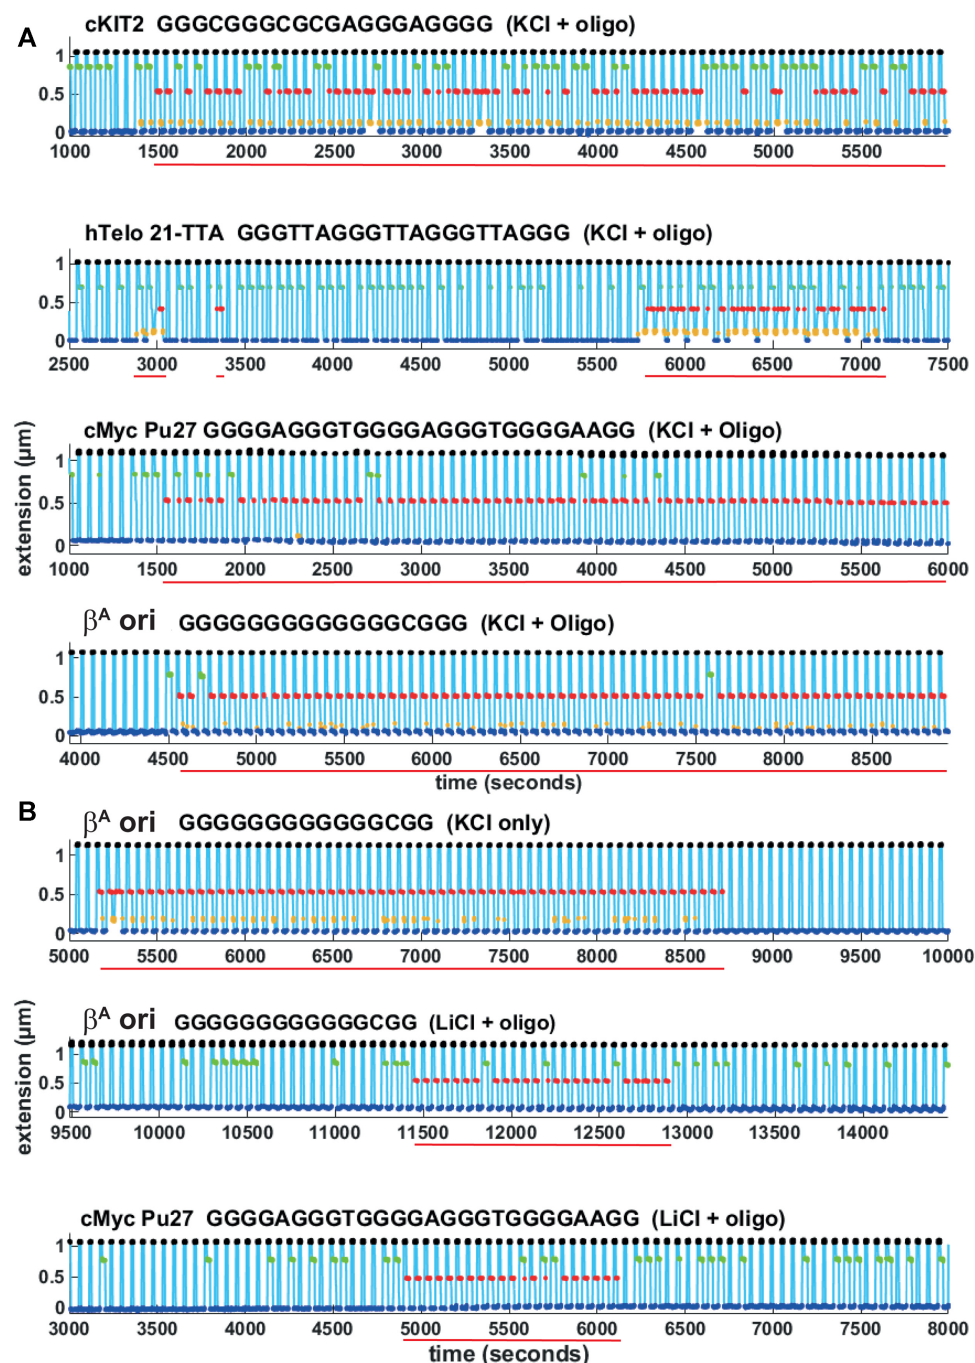 A
cKIT2 GGGCGGGCGCGAGGGAGGGG (KCl + oligo)
1
0.5
0
1000 1500 2000 2500 3000 3500 4000 4500 5000 5500
hTelo 21-TTA GGGTTAGGGTTAGGGTTAGGG (KCl + oligo)
1
0.5
0
2500 3000 3500 4000 4500 5000 5500 6000 6500 7000 7500
extension (µm)
cMyc Pu27 GGGGAGGGTGGGGAGGGTGGGGAAGG (KCl + Oligo)
1
0.5
0
1000 1500 2000 2500 3000 3500 4000 4500 5000 5500 6000
βᴬ ori GGGGGGGGGGGGGCGGG (KCl + Oligo)
1
0.5
0
4000 4500 5000 5500 6000 6500 7000 7500 8000 8500
time (seconds)
B
βᴬ ori GGGGGGGGGGGGCGG (KCl only)
1
0.5
0
5000 5500 6000 6500 7000 7500 8000 8500 9000 9500 10000
extension (µm)
βᴬ ori GGGGGGGGGGGGCGG (LiCl + oligo)
1
0.5
0
9500 10000 10500 11000 11500 12000 12500 13000 13500 14000
cMyc Pu27 GGGGAGGGTGGGGAGGGTGGGGAAGG (LiCl + oligo)
1
0.5
0
3000 3500 4000 4500 5000 5500 6000 6500 7000 7500 8000
time (seconds)